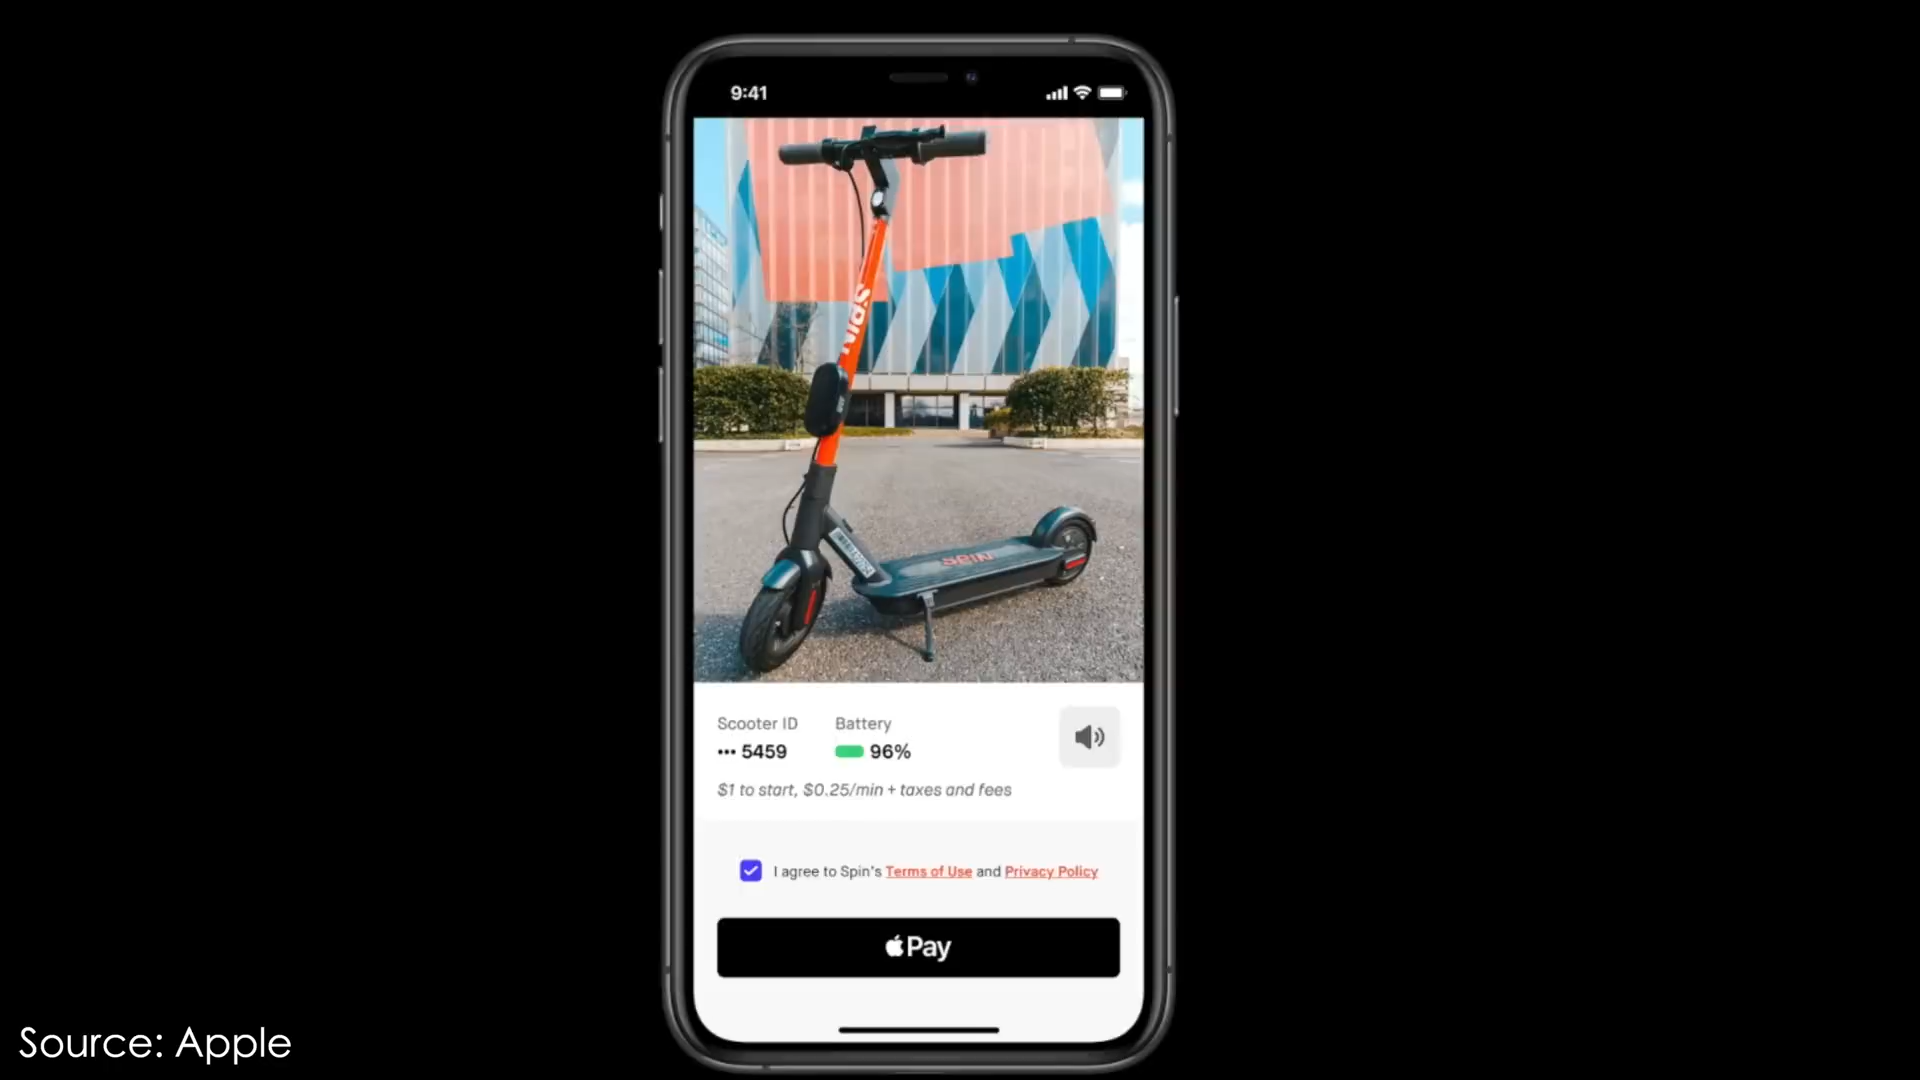 9:41
SPIN
SPIN
Scooter ID
Battery
••• 5459
96%
$1 to start, $0.25/min + taxes and fees
I agree to Spin's Terms of Use and Privacy Policy
Pay
Source: Apple